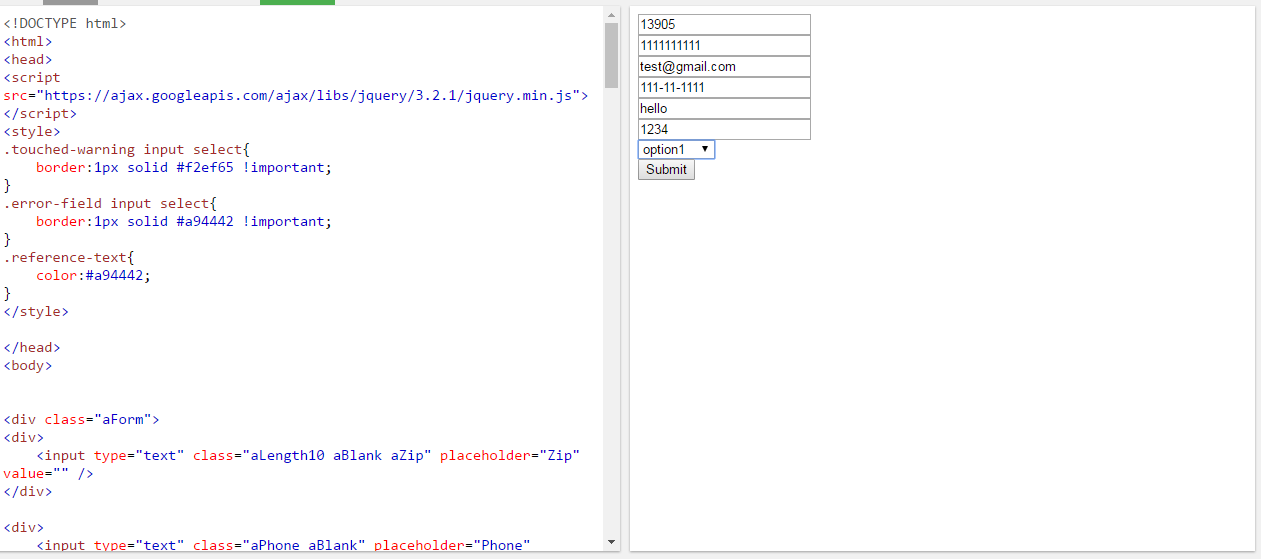 <!DOCTYPE html>
<html>
<head>
<script
src="https://ajax.googleapis.com/ajax/libs/jquery/3.2.1/jquery.min.js">
</script>
<style>
.touched-warning input select{
    border:1px solid #f2ef65 !important;
}
.error-field input select{
    border:1px solid #a94442 !important;
}
.reference-text{
    color:#a94442;
}
</style>
</head>
<body>
<div class="aForm">
<div>
    <input type="text" class="aLength10 aBlank aZip" placeholder="Zip"
value="" />
</div>
<div>
    <input type="text" class="aPhone aBlank" placeholder="Phone"
13905
1111111111
test@gmail.com
111-11-1111
hello
1234
option1
Submit